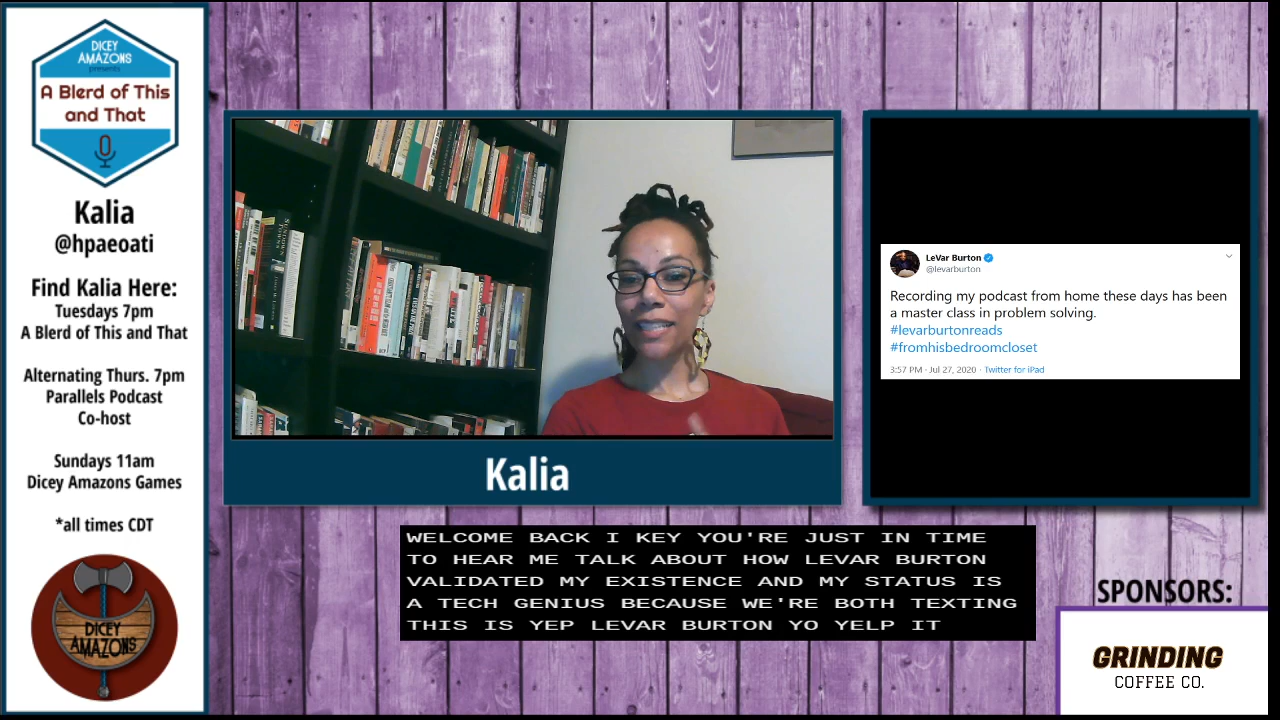 DICEY
AMAZONS
presents
A Blerd of This
and That
Kalia
@hpaeoati
Find Kalia Here:
Tuesdays 7pm
A Blerd of This and That
Alternating Thurs. 7pm
Parallels Podcast
Co-host
Sundays 11am
Dicey Amazons Games
*all times CDT
DICEY
AMAZONS
SUNDOWN
TOWNS
Kalia
LeVar Burton
@levarburton
Recording my podcast from home these days has been
a master class in problem solving.
#levarburtonreads
#fromhisbedroomcloset
3:57 PM · Jul 27, 2020 · Twitter for iPad
WELCOME BACK I KEY YOU'RE JUST IN TIME
TO HEAR ME TALK ABOUT HOW LEVAR BURTON
VALIDATED MY EXISTENCE AND MY STATUS IS
A TECH GENIUS BECAUSE WE'RE BOTH TEXTING
THIS IS YEP LEVAR BURTON YO YELP IT
SPONSORS:
GRINDING
COFFEE CO.